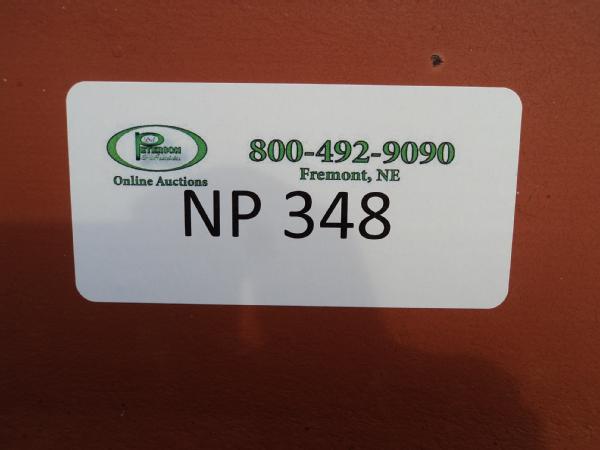 PETERSON
Online Auctions
800-492-9090
Fremont, NE
NP 348